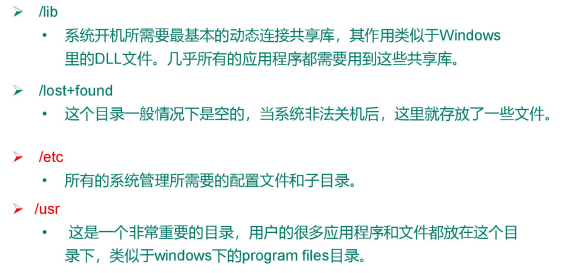 ➢ /lib
• 系统开机所需要最基本的动态连接共享库，其作用类似于Windows
里的DLL文件。几乎所有的应用程序都需要用到这些共享库。
➢ /lost+found
• 这个目录一般情况下是空的，当系统非法关机后，这里就存放了一些文件。
➢ /etc
• 所有的系统管理所需要的配置文件和子目录。
➢ /usr
• 这是一个非常重要的目录，用户的很多应用程序和文件都放在这个目
录下，类似于windows下的program files目录。